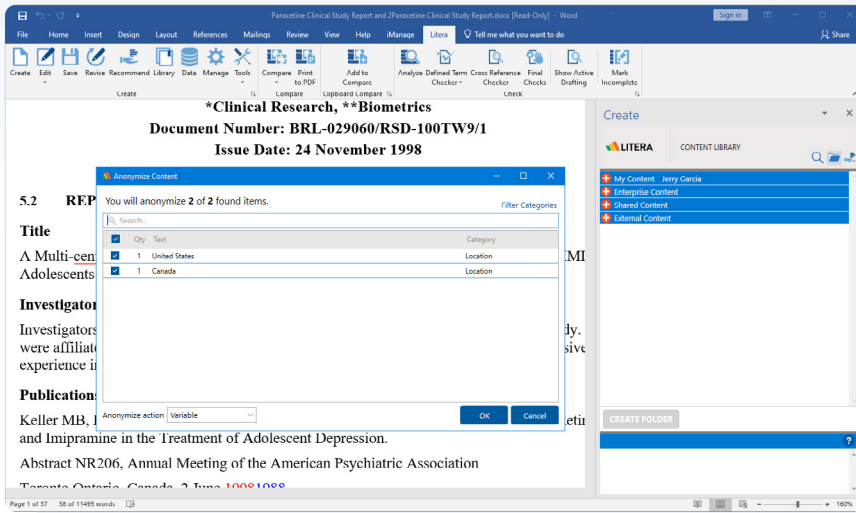 Paroxetine Clinical Study Report and 2Paroxetine Clinical Study Report.docx [Read-Only] - Word
Sign in
File Home Insert Design Layout References Mailings Review View Help iManage Litera Tell me what you want to do Share
Create Edit Save Revise Recommend Library Data Manage Tools Compare Print to PDF Add to Compare Analyze Defined Term Checker Cross Reference Checker Final Checks Show Active Drafting Mark Incomplete
Create Compare Clipboard Compare Check
*Clinical Research, **Biometrics
Document Number: BRL-029060/RSD-100TW9/1
Issue Date: 24 November 1998
5.2 REP
Title
A Multi-cen
IMI
Adolescents
Investigator
Investigators
dy.
were affiliate
sive
experience i
Publication
Keller MB,
etin
and Imipramine in the Treatment of Adolescent Depression.
Abstract NR206, Annual Meeting of the American Psychiatric Association
Toronto Ontario, Canada, 2 June 19981988
Anonymize Content
You will anonymize 2 of 2 found items.
Filter Categories
Search...
Qty Text Category
1 United States Location
1 Canada Location
Anonymize action Variable
OK Cancel
Create
LITERA CONTENT LIBRARY
My Content Jerry Garcia
Enterprise Content
Shared Content
External Content
CREATE FOLDER
?
Page 1 of 37 58 of 11495 words
160%